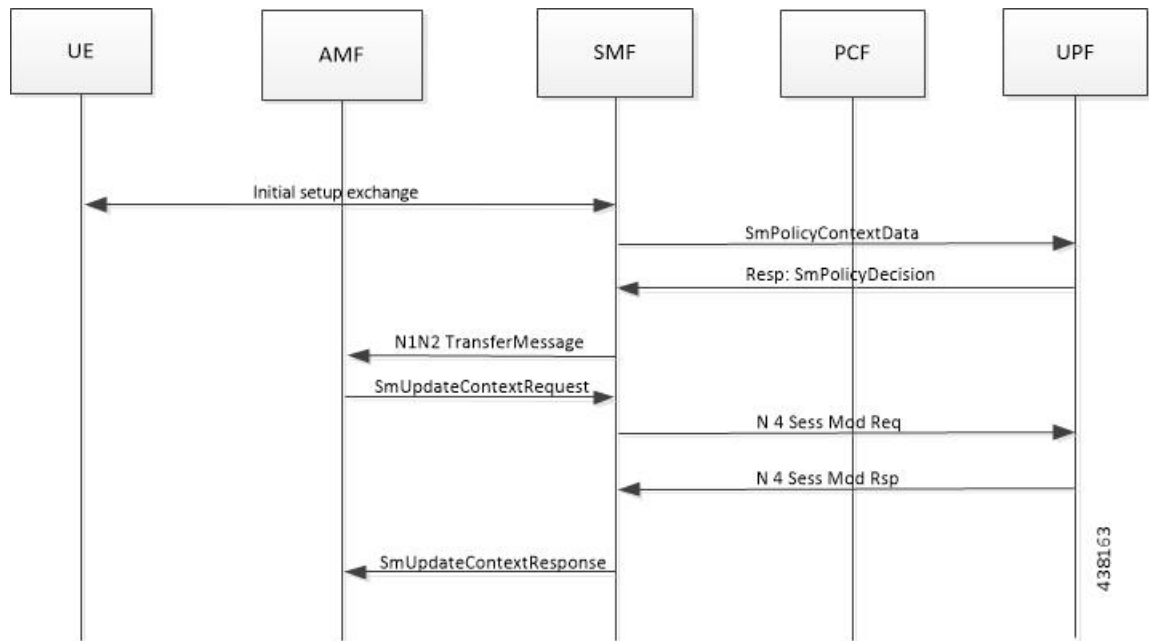 UE
AMF
SMF
PCF
UPF
Initial setup exchange
SmPolicyContextData
Resp: SmPolicyDecision
N1N2 TransferMessage
SmUpdateContextRequest
N 4 Sess Mod Req
N 4 Sess Mod Rsp
SmUpdateContextResponse
438163